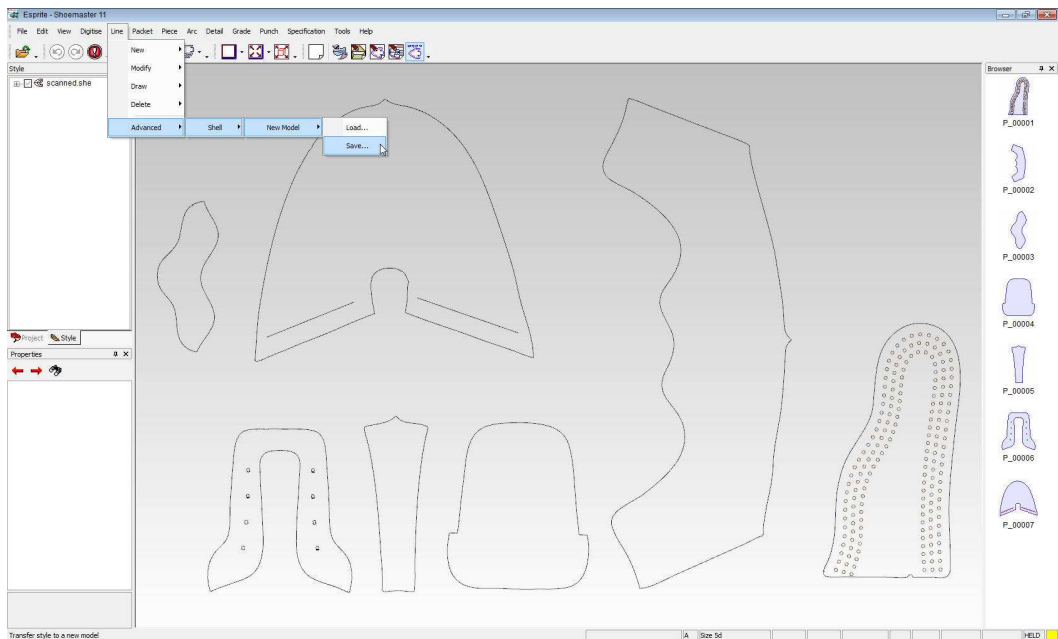 Esprite - Shoemaster 11
File Edit View Digitise Line Packet Piece Arc Detail Grade Punch Specification Tools Help
Style
scanned.she
New
Modify
Draw
Delete
Advanced Shell New Model Load...
Save...
Project Style
Properties
Browser
P_00001
P_00002
P_00003
P_00004
P_00005
P_00006
P_00007
Transfer style to a new model A Size 5d HELD